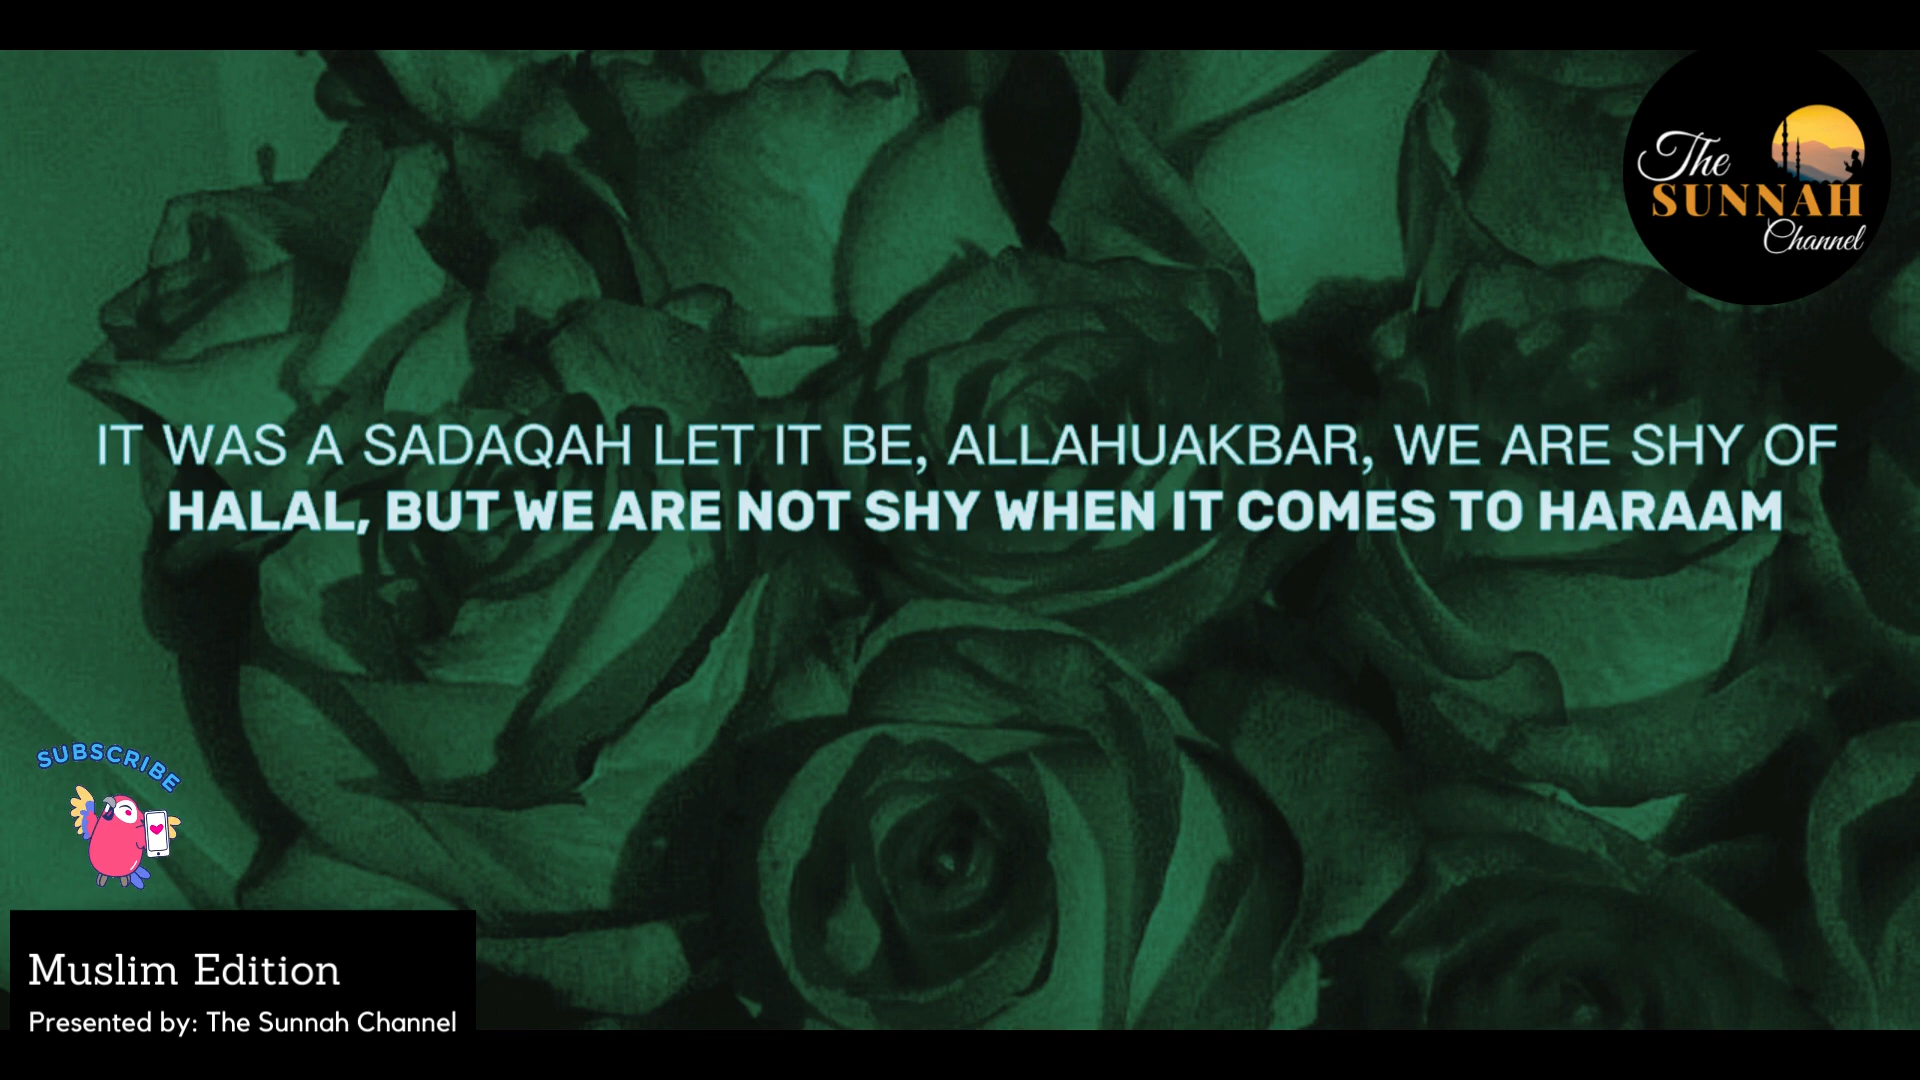 The
SUNNAH
Channel
IT WAS A SADAQAH LET IT BE, ALLAHUAKBAR, WE ARE SHY OF
HALAL, BUT WE ARE NOT SHY WHEN IT COMES TO HARAAM
SUBSCRIBE
Muslim Edition
Presented by: The Sunnah Channel